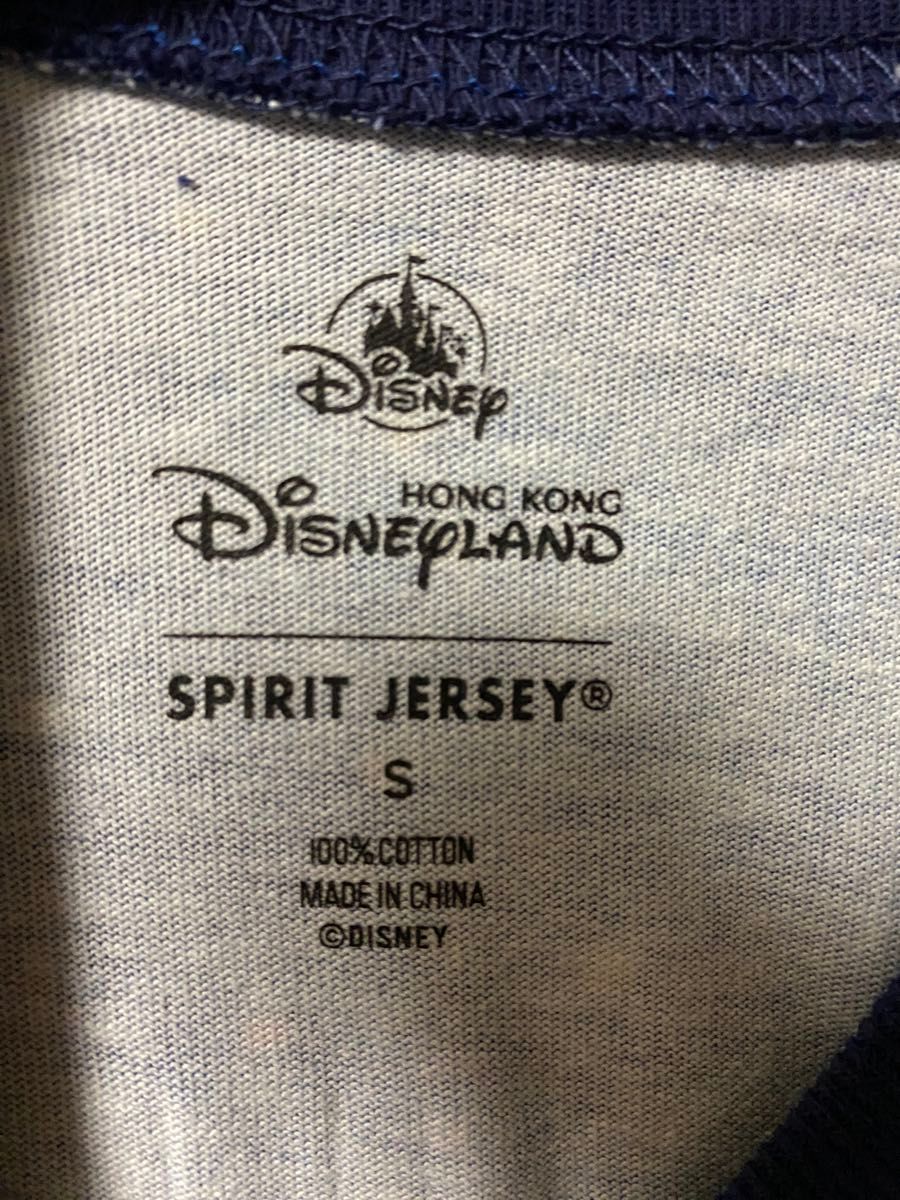 Disney
HONG KONG
Disneyland
SPIRIT JERSEY®
S
100% COTTON
MADE IN CHINA
©DISNEY